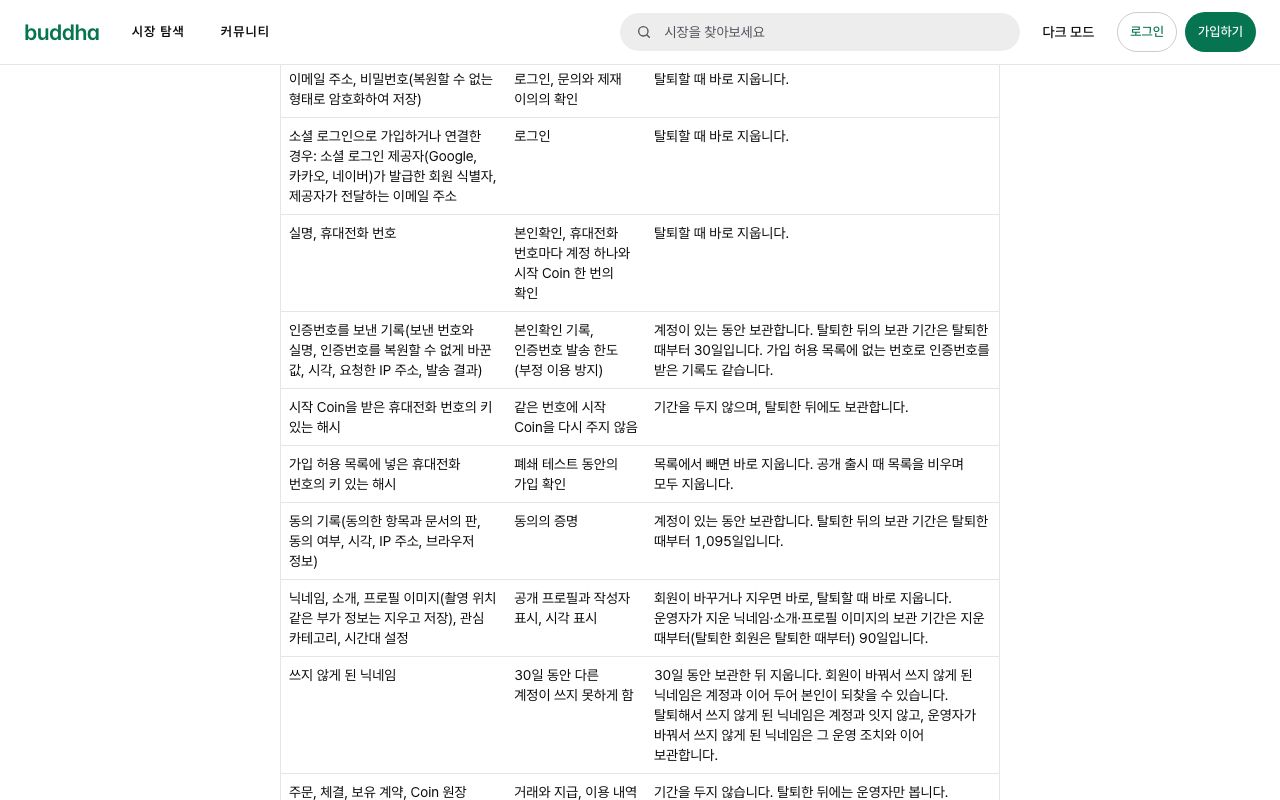 buddha
시장 탐색
커뮤니티
시장을 찾아보세요
다크 모드
로그인
가입하기
이메일 주소, 비밀번호(복원할 수 없는
형태로 암호화하여 저장)
로그인, 문의와 제재
이의의 확인
탈퇴할 때 바로 지웁니다.
소셜 로그인으로 가입하거나 연결한
경우: 소셜 로그인 제공자(Google,
카카오, 네이버)가 발급한 회원 식별자,
제공자가 전달하는 이메일 주소
로그인
탈퇴할 때 바로 지웁니다.
실명, 휴대전화 번호
본인확인, 휴대전화
번호마다 계정 하나와
시작 Coin 한 번의
확인
탈퇴할 때 바로 지웁니다.
인증번호를 보낸 기록(보낸 번호와
실명, 인증번호를 복원할 수 없게 바꾼
값, 시각, 요청한 IP 주소, 발송 결과)
본인확인 기록,
인증번호 발송 한도
(부정 이용 방지)
계정이 있는 동안 보관합니다. 탈퇴한 뒤의 보관 기간은 탈퇴한
때부터 30일입니다. 가입 허용 목록에 없는 번호로 인증번호를
받은 기록도 같습니다.
시작 Coin을 받은 휴대전화 번호의 키
있는 해시
같은 번호에 시작
Coin을 다시 주지 않음
기간을 두지 않으며, 탈퇴한 뒤에도 보관합니다.
가입 허용 목록에 넣은 휴대전화
번호의 키 있는 해시
폐쇄 테스트 동안의
가입 확인
목록에서 빼면 바로 지웁니다. 공개 출시 때 목록을 비우며
모두 지웁니다.
동의 기록(동의한 항목과 문서의 판,
동의 여부, 시각, IP 주소, 브라우저
정보)
동의의 증명
계정이 있는 동안 보관합니다. 탈퇴한 뒤의 보관 기간은 탈퇴한
때부터 1,095일입니다.
닉네임, 소개, 프로필 이미지(촬영 위치
같은 부가 정보는 지우고 저장), 관심
카테고리, 시간대 설정
공개 프로필과 작성자
표시, 시각 표시
회원이 바꾸거나 지우면 바로, 탈퇴할 때 바로 지웁니다.
운영자가 지운 닉네임·소개·프로필 이미지의 보관 기간은 지운
때부터(탈퇴한 회원은 탈퇴한 때부터) 90일입니다.
쓰지 않게 된 닉네임
30일 동안 다른
계정이 쓰지 못하게 함
30일 동안 보관한 뒤 지웁니다. 회원이 바꿔서 쓰지 않게 된
닉네임은 계정과 이어 두어 본인이 되찾을 수 있습니다.
탈퇴해서 쓰지 않게 된 닉네임은 계정과 잇지 않고, 운영자가
바꿔서 쓰지 않게 된 닉네임은 그 운영 조치와 이어
보관합니다.
주문, 체결, 보유 계약, Coin 원장
거래와 지급, 이용 내역
기간을 두지 않습니다. 탈퇴한 뒤에는 운영자만 봅니다.